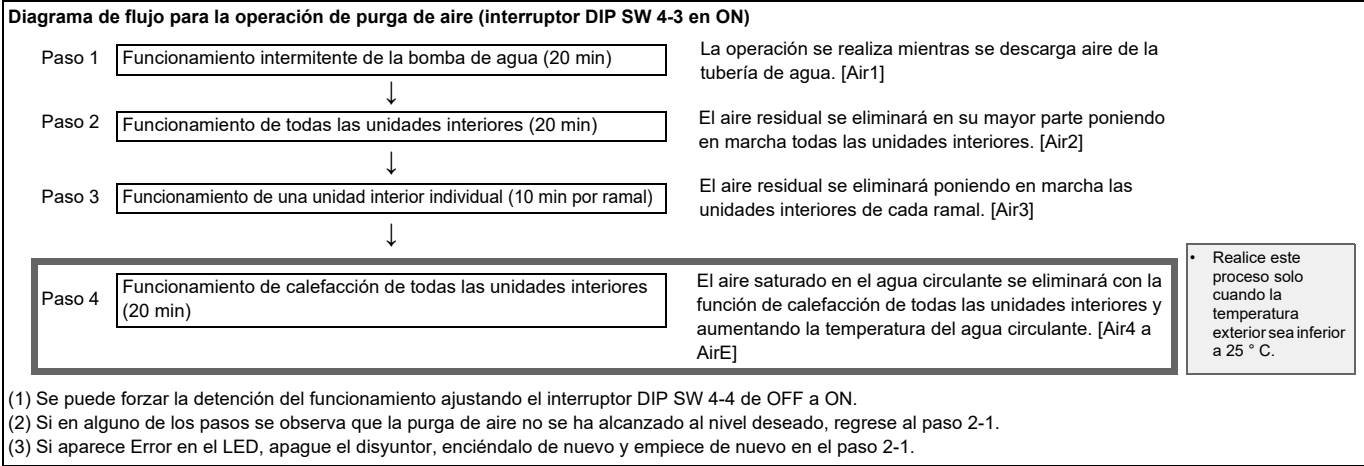 Diagrama de flujo para la operación de purga de aire (interruptor DIP SW 4-3 en ON)
Paso 1
Funcionamiento intermitente de la bomba de agua (20 min)
La operación se realiza mientras se descarga aire de la
tubería de agua. [Air1]
↓
Paso 2
Funcionamiento de todas las unidades interiores (20 min)
El aire residual se eliminará en su mayor parte poniendo
en marcha todas las unidades interiores. [Air2]
↓
Paso 3
Funcionamiento de una unidad interior individual (10 min por ramal)
El aire residual se eliminará poniendo en marcha las
unidades interiores de cada ramal. [Air3]
↓
Paso 4
Funcionamiento de calefacción de todas las unidades interiores
(20 min)
El aire saturado en el agua circulante se eliminará con la
función de calefacción de todas las unidades interiores y
aumentando la temperatura del agua circulante. [Air4 a
AirE]
• Realice este
proceso solo
cuando la
temperatura
exterior sea inferior
a 25 ° C.
(1) Se puede forzar la detención del funcionamiento ajustando el interruptor DIP SW 4-4 de OFF a ON.
(2) Si en alguno de los pasos se observa que la purga de aire no se ha alcanzado al nivel deseado, regrese al paso 2-1.
(3) Si aparece Error en el LED, apague el disyuntor, enciéndalo de nuevo y empiece de nuevo en el paso 2-1.